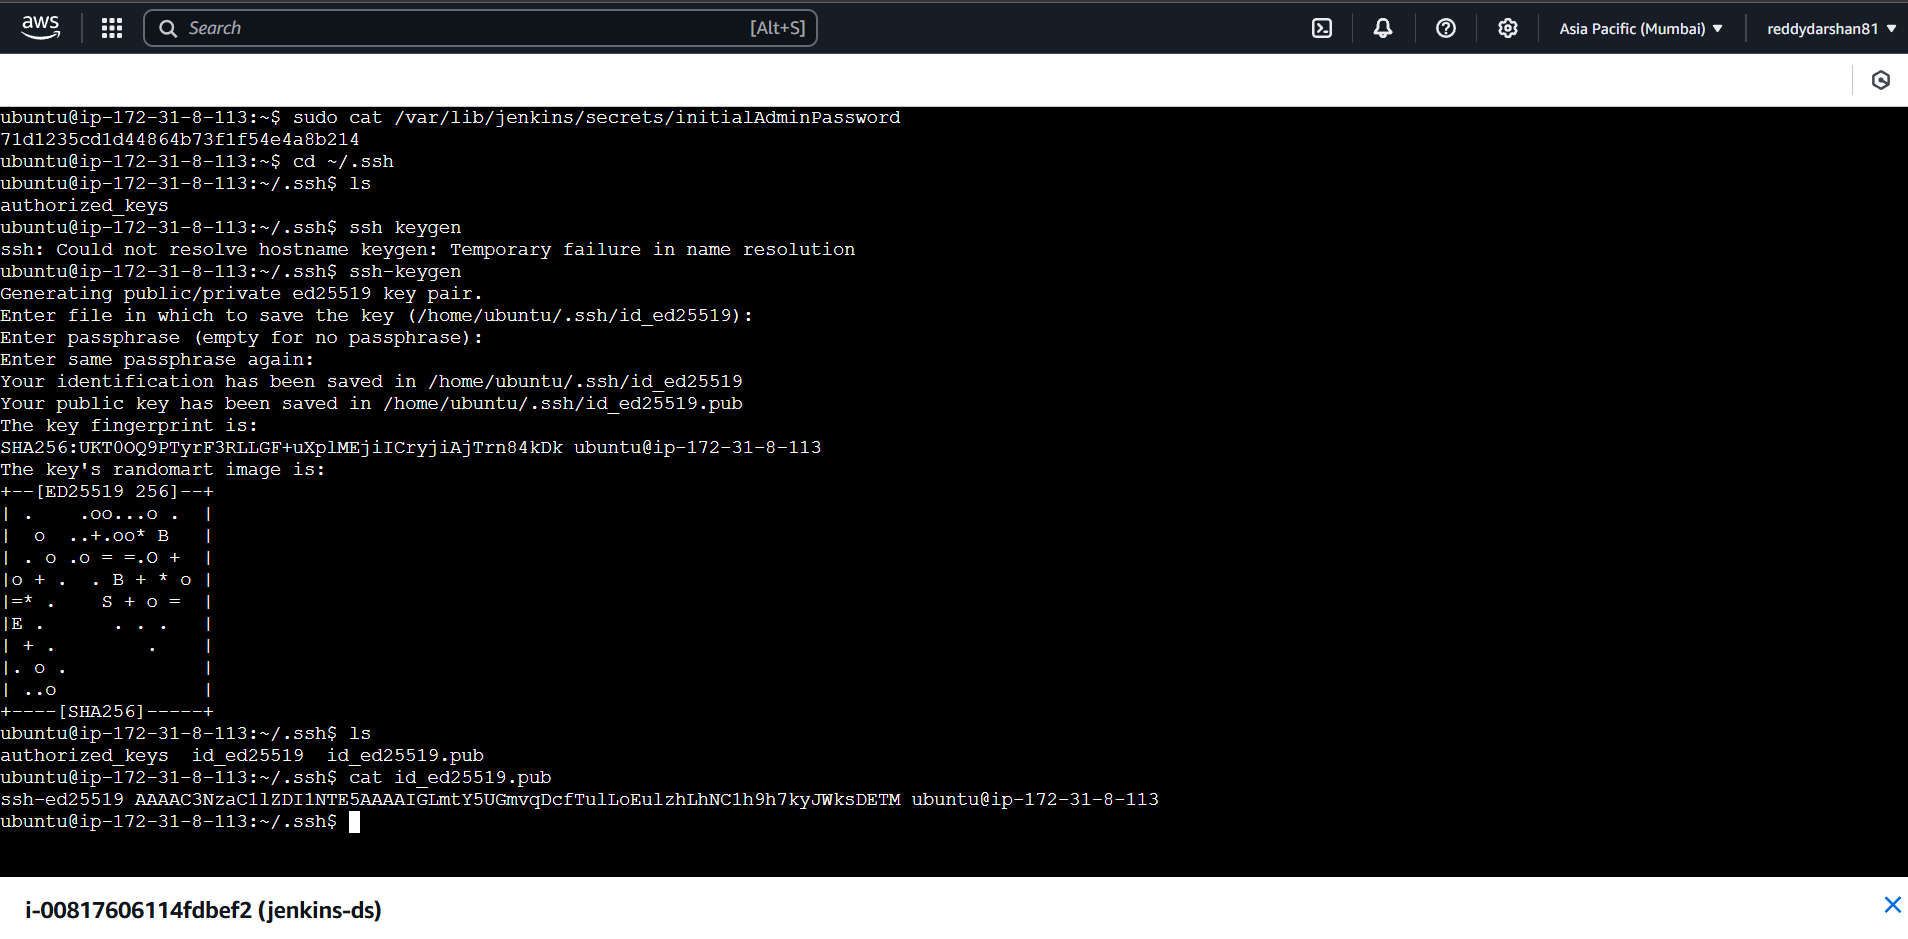 aws
Search [Alt+S] Asia Pacific (Mumbai) reddydarshan81
ubuntu@ip-172-31-8-113:~$ sudo cat /var/lib/jenkins/secrets/initialAdminPassword
71d1235cd1d44864b73f1f54e4a8b214
ubuntu@ip-172-31-8-113:~$ cd ~/.ssh
ubuntu@ip-172-31-8-113:~/.ssh$ ls
authorized_keys
ubuntu@ip-172-31-8-113:~/.ssh$ ssh keygen
ssh: Could not resolve hostname keygen: Temporary failure in name resolution
ubuntu@ip-172-31-8-113:~/.ssh$ ssh-keygen
Generating public/private ed25519 key pair.
Enter file in which to save the key (/home/ubuntu/.ssh/id_ed25519):
Enter passphrase (empty for no passphrase):
Enter same passphrase again:
Your identification has been saved in /home/ubuntu/.ssh/id_ed25519
Your public key has been saved in /home/ubuntu/.ssh/id_ed25519.pub
The key fingerprint is:
SHA256:UKT0OQ9PTyrF3RLLGF+uXplMEjiICryjiAjTrn84kDk ubuntu@ip-172-31-8-113
The key's randomart image is:
+--[ED25519 256]--+
| .    .oo...o .  |
|  o  ..+.oo* B   |
| . o .o = =.O +  |
|o + .  . B + * o |
|=* .    S + o =  |
|E .      . . .   |
| + .        .    |
|. o .            |
| ..o             |
+----[SHA256]-----+
ubuntu@ip-172-31-8-113:~/.ssh$ ls
authorized_keys  id_ed25519  id_ed25519.pub
ubuntu@ip-172-31-8-113:~/.ssh$ cat id_ed25519.pub
ssh-ed25519 AAAAC3NzaC1lZDI1NTE5AAAAIGLmtY5UGmvqDcfTulLoEulzhLhNC1h9h7kyJWksDETM ubuntu@ip-172-31-8-113
ubuntu@ip-172-31-8-113:~/.ssh$
i-00817606114fdbef2 (jenkins-ds)